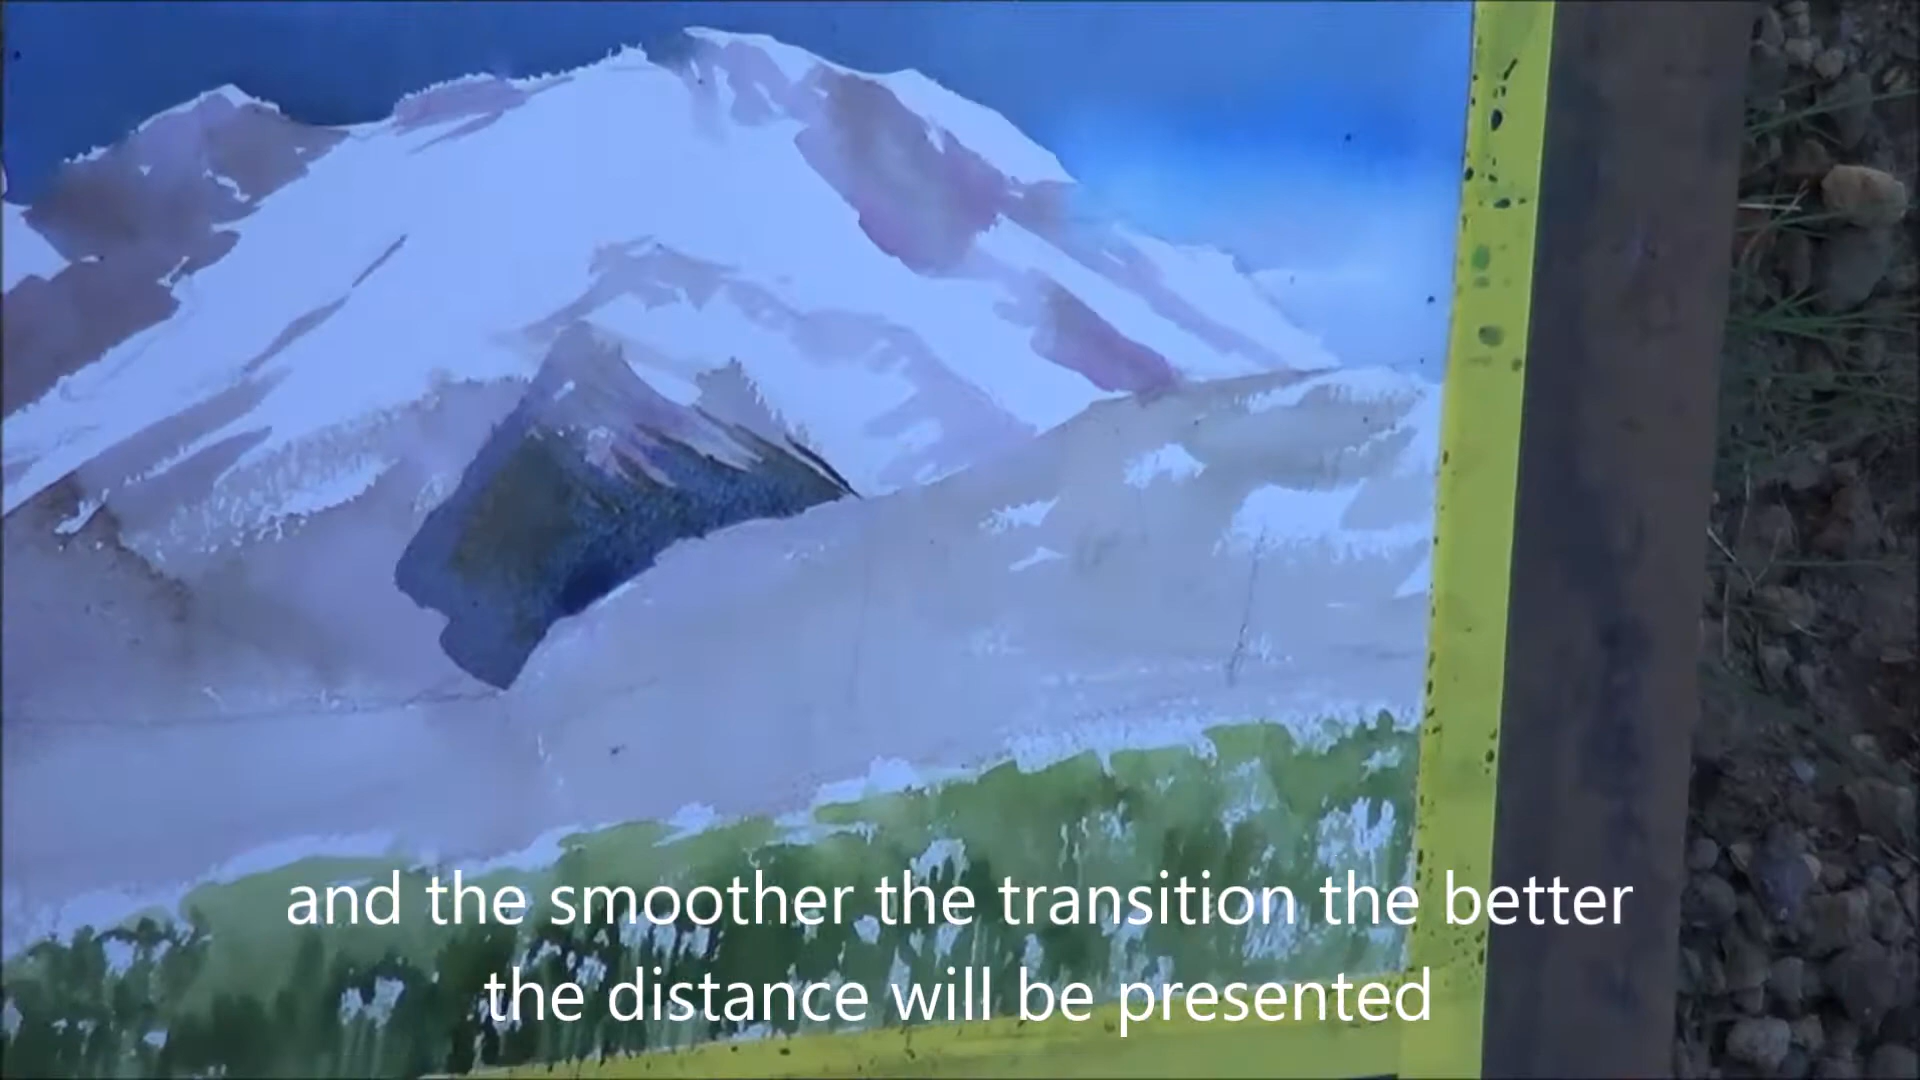 and the smoother the transition the better
the distance will be presented